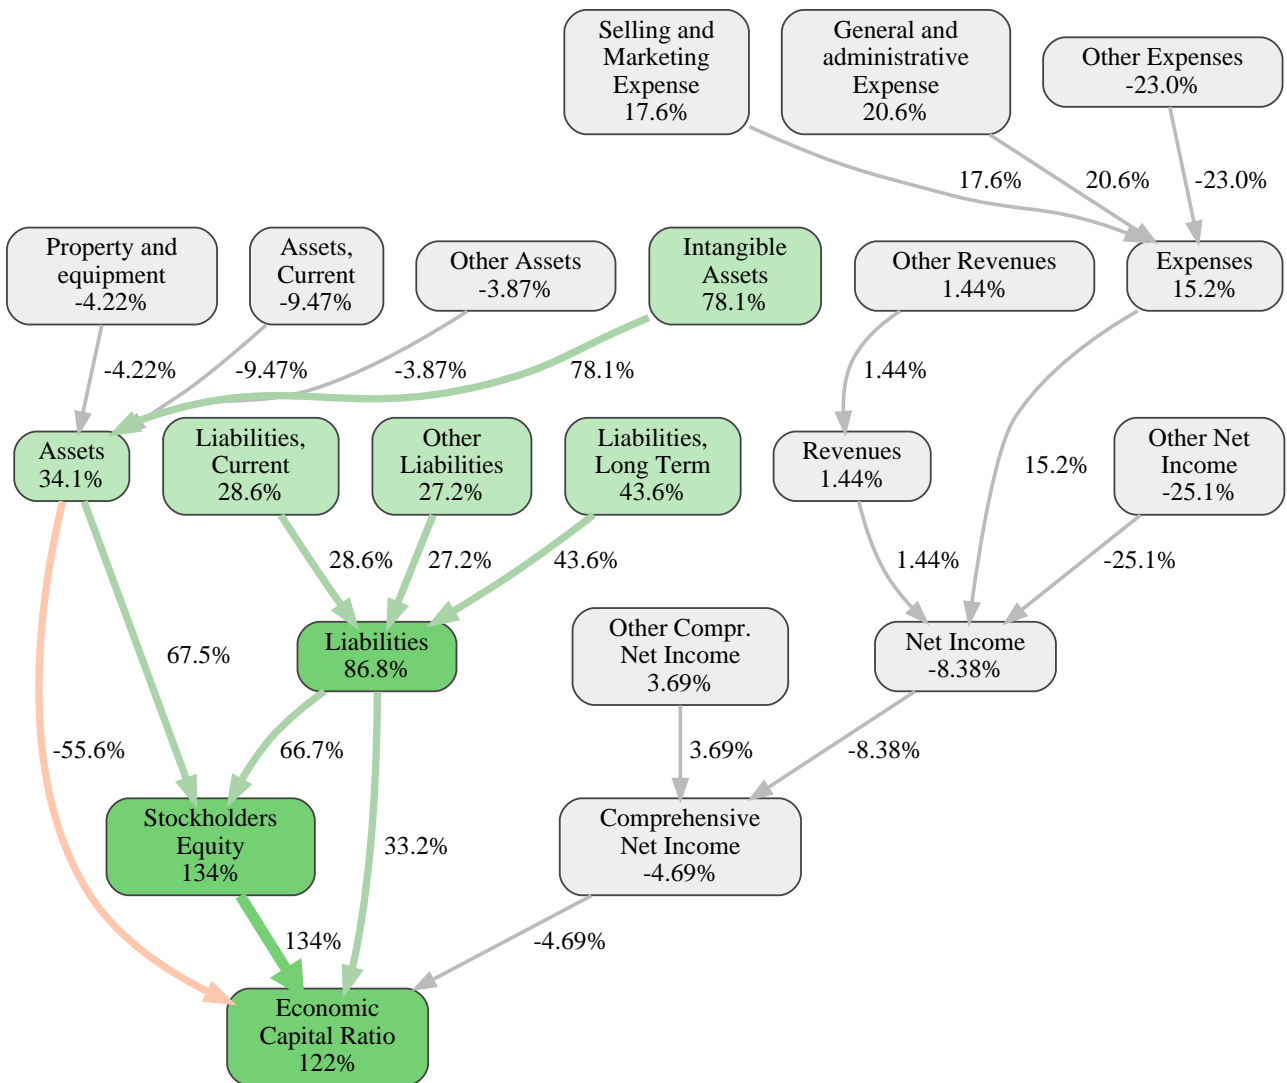 Selling and
Marketing
Expense
17.6%
General and
administrative
Expense
20.6%
Other Expenses
-23.0%
17.6%
20.6%
-23.0%
Property and
equipment
-4.22%
Assets,
Current
-9.47%
Other Assets
-3.87%
Intangible
Assets
78.1%
Other Revenues
1.44%
Expenses
15.2%
-4.22%
-9.47%
-3.87%
78.1%
1.44%
Assets
34.1%
Liabilities,
Current
28.6%
Other
Liabilities
27.2%
Liabilities,
Long Term
43.6%
Revenues
1.44%
15.2%
Other Net
Income
-25.1%
28.6%
27.2%
43.6%
1.44%
-25.1%
67.5%
Liabilities
86.8%
Other Compr.
Net Income
3.69%
Net Income
-8.38%
-55.6%
66.7%
3.69%
-8.38%
Stockholders
Equity
134%
33.2%
Comprehensive
Net Income
-4.69%
134%
-4.69%
Economic
Capital Ratio
122%